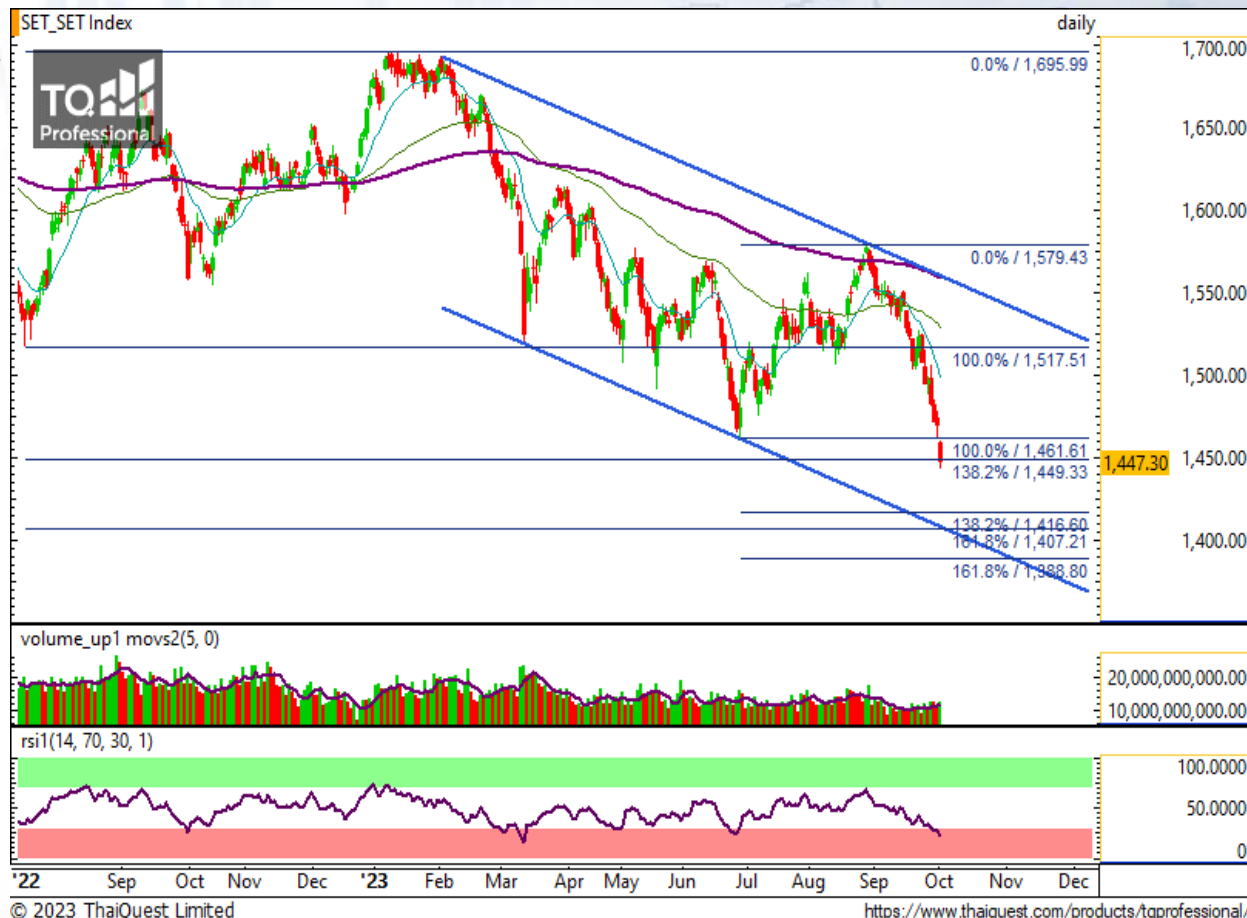 SET_SET Index
daily
TQ
Professional
1,700.00
0.0% / 1,695.99
1,650.00
1,600.00
0.0% / 1,579.43
1,550.00
100.0% / 1,517.51
1,500.00
100.0% / 1,461.61
1,450.00
1,447.30
138.2% / 1,449.33
138.2% / 1,416.60
161.8% / 1,407.21
1,400.00
161.8% / 1,388.80
volume_up1 movs2(5, 0)
20,000,000,000.00
10,000,000,000.00
rsi1(14, 70, 30, 1)
100.0000
50.0000
0
'22 Sep Oct Nov Dec '23 Feb Mar Apr May Jun Jul Aug Sep Oct Nov Dec
© 2023 ThaiQuest Limited
https://www.thaiquest.com/products/tqprofessional/